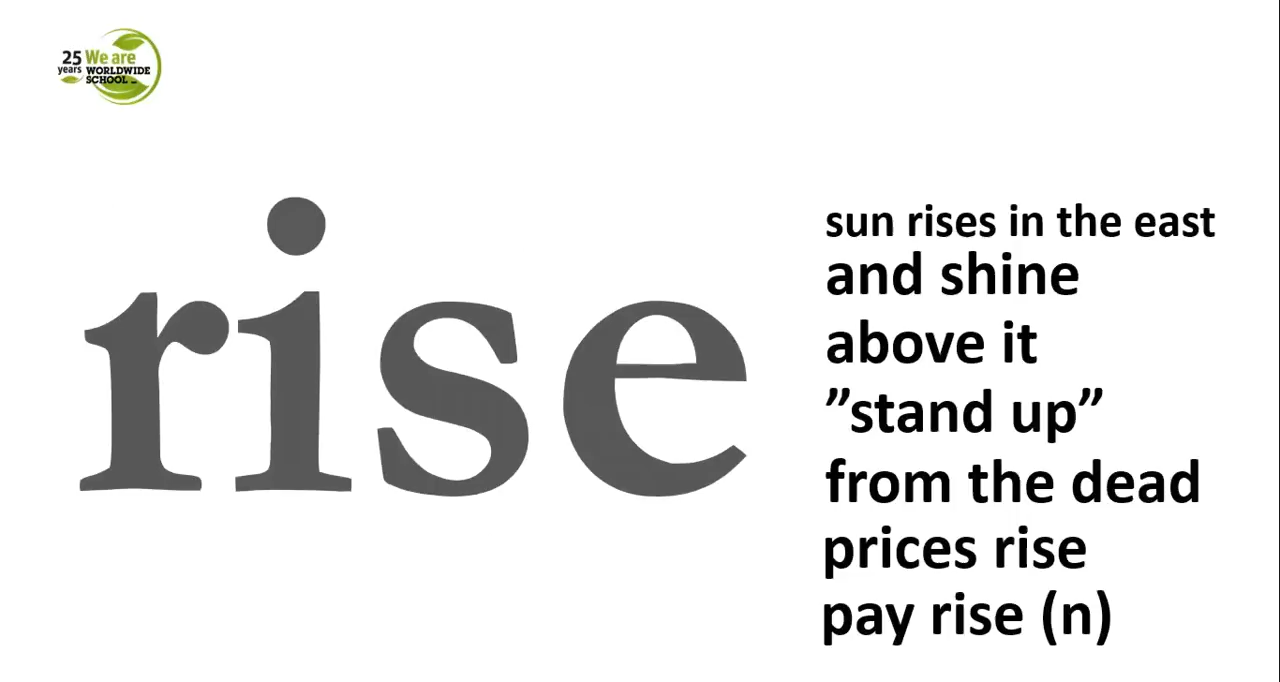 25 We are
years WORLDWIDE
SCHOOL
rise
sun rises in the east
and shine
above it
”stand up”
from the dead
prices rise
pay rise (n)